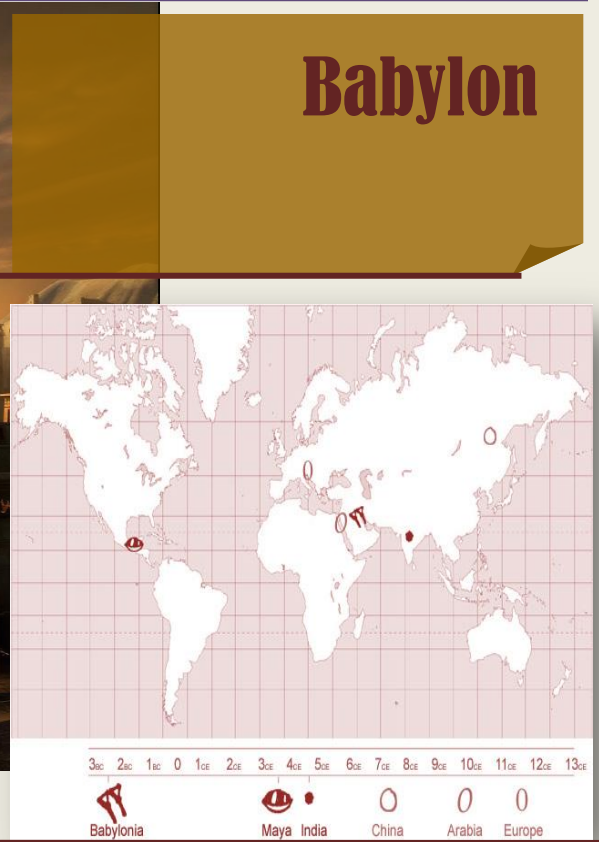 Babylon
3BC 2BC 1BC 0 1CE 2CE 3CE 4CE 5CE 6CE 7CE 8CE 9CE 10CE 11CE 12CE 13CE
Babylonia Maya India China Arabia Europe